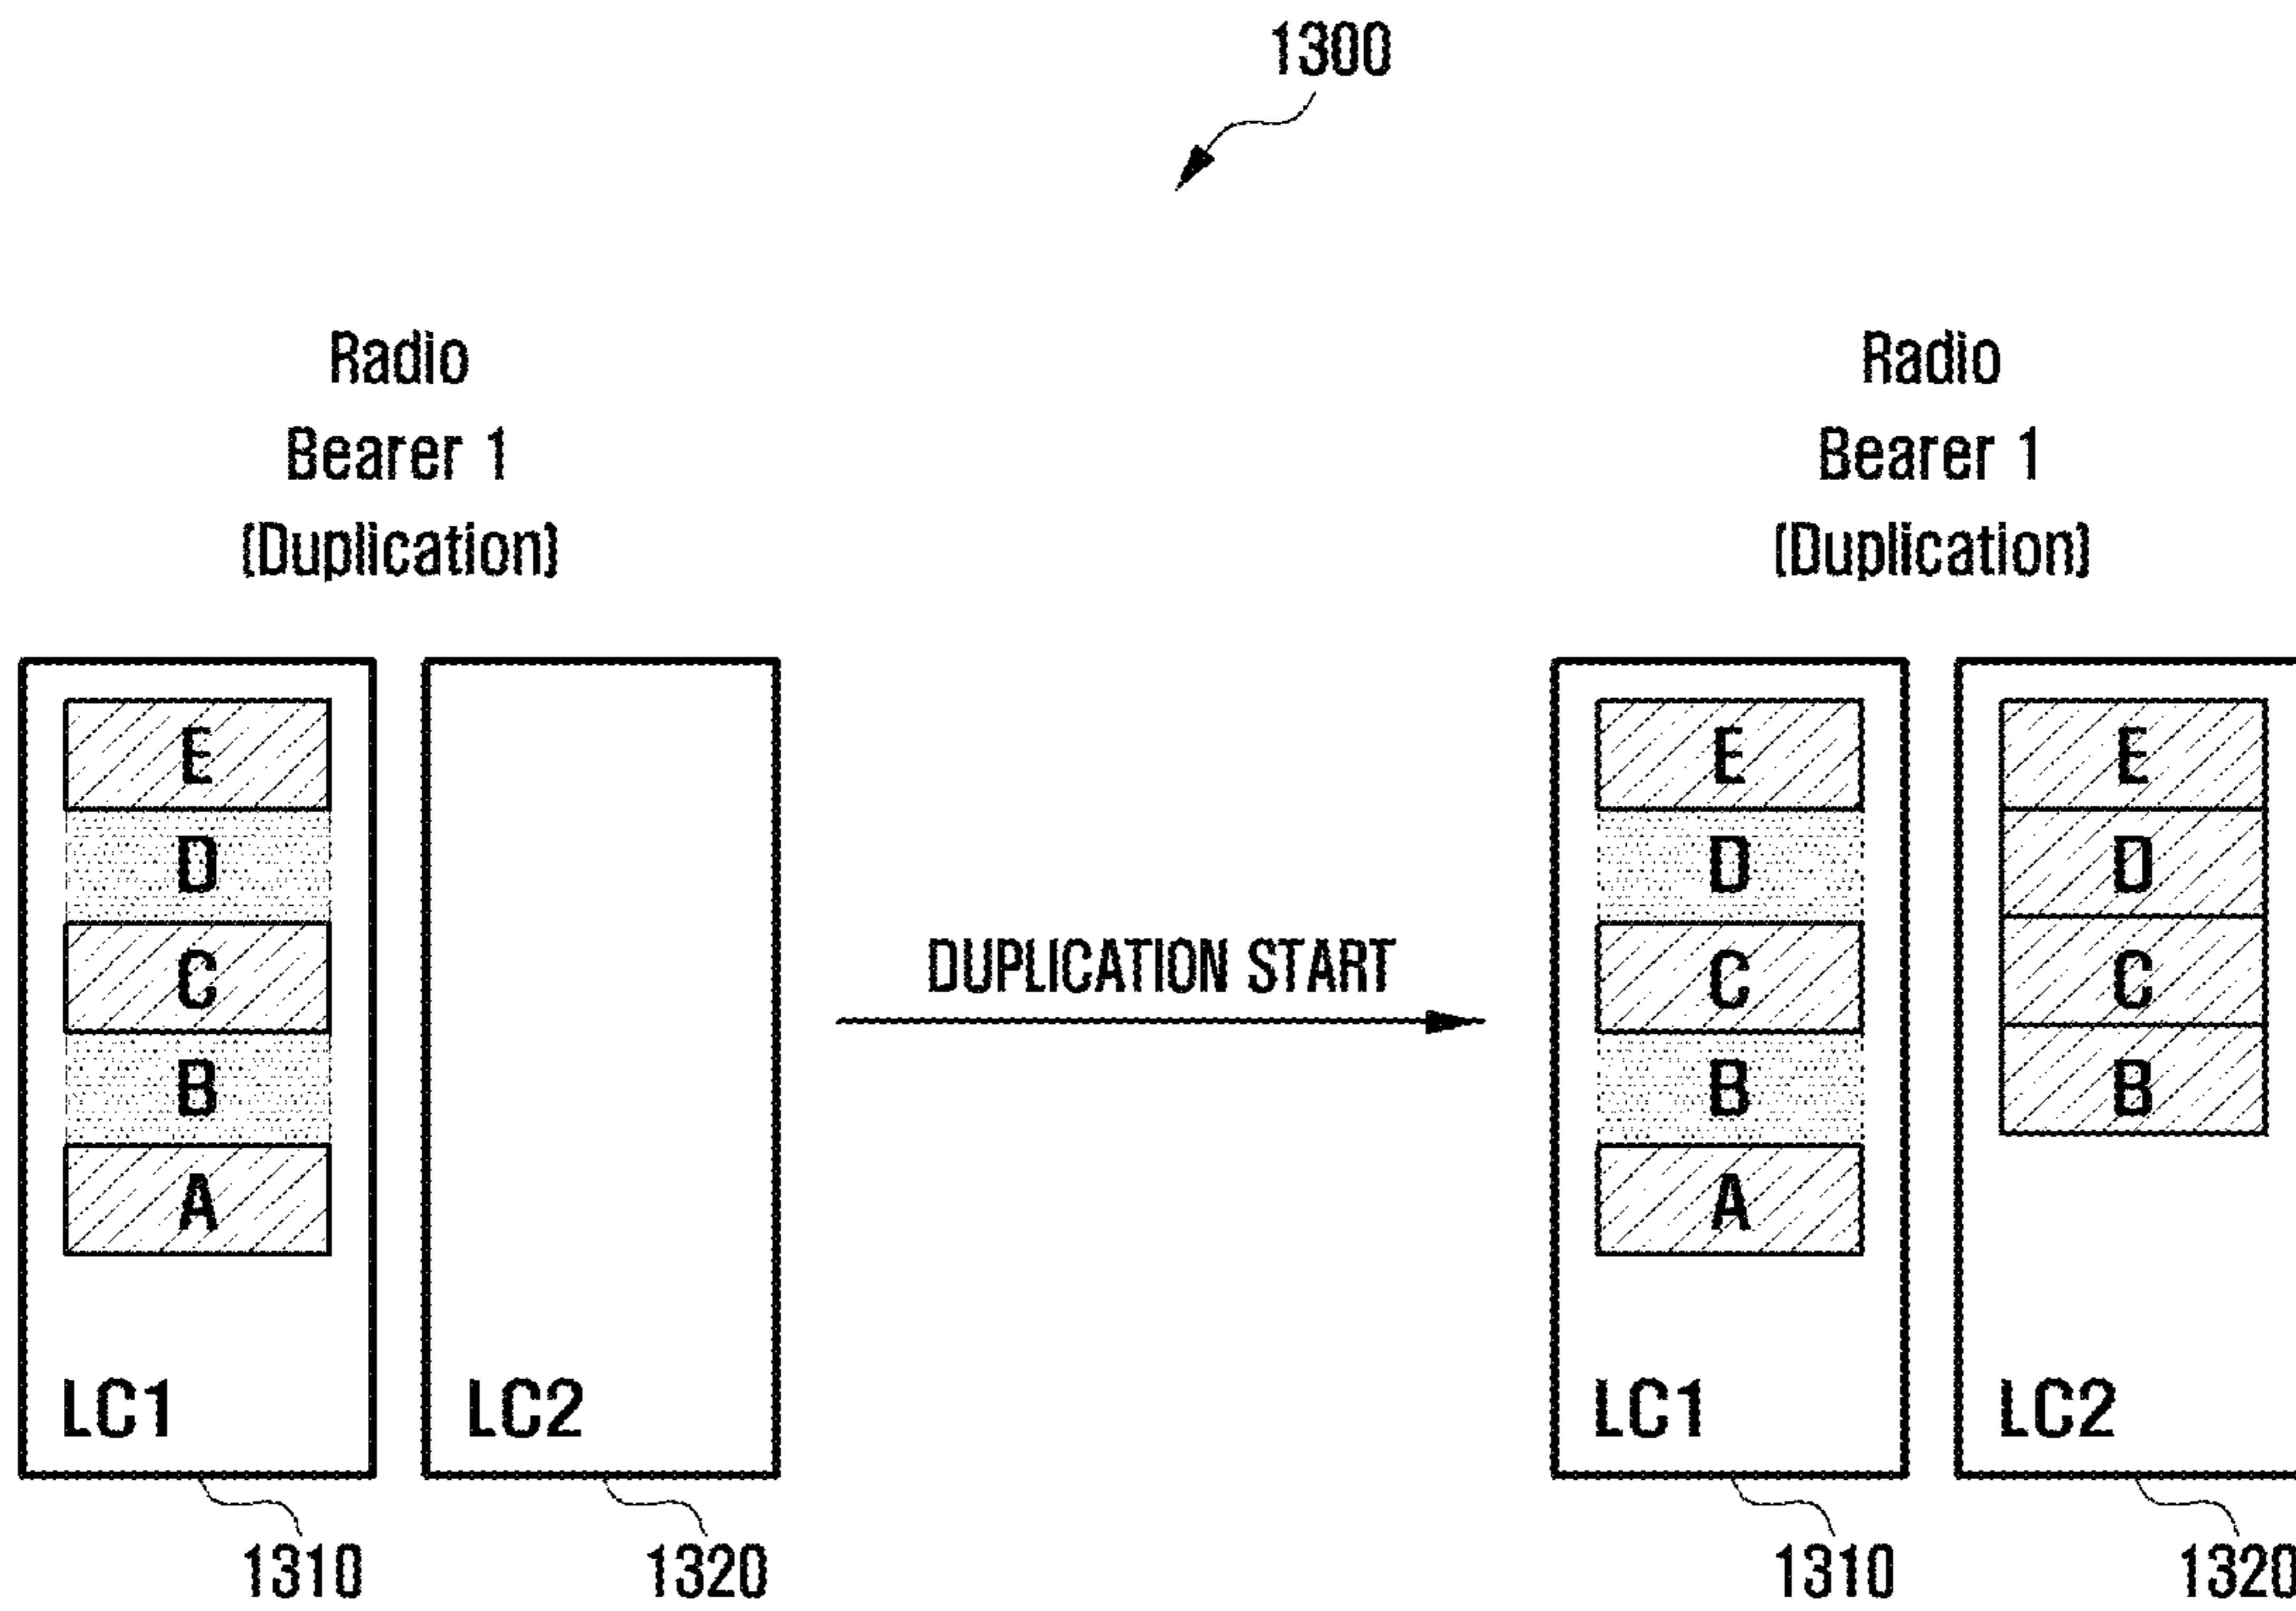 1300
Radio
Bearer 1
(Duplication)
E
D
C
B
A
LC1
LC2
1310
1320
DUPLICATION START
Radio
Bearer 1
(Duplication)
E
D
C
B
A
LC1
E
D
C
B
LC2
1310
1320